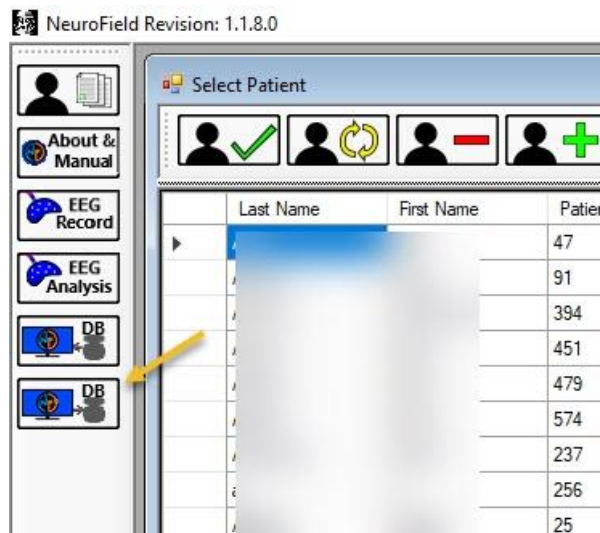 NeuroField Revision: 1.1.8.0
Select Patient
About &
Manual
EEG
Record
EEG
Analysis
DB
DB
Last Name First Name
47
91
394
451
479
574
237
256
25